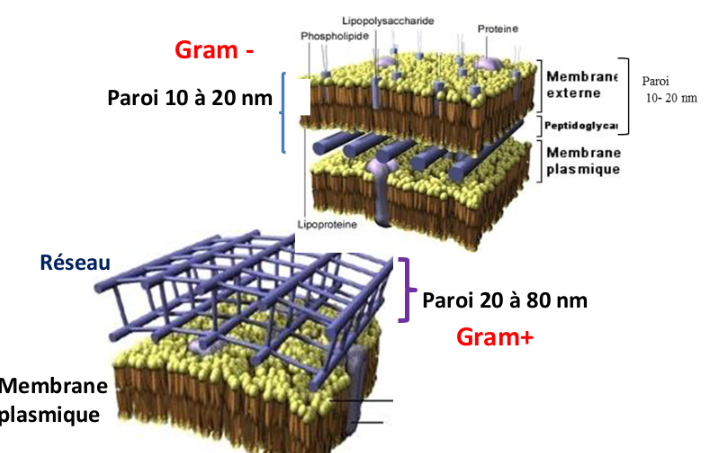 Lipopolysaccharide
Phospholipide
Proteine
Gram -
Paroi 10 à 20 nm
Membrane
externe
Paroi
10- 20 nm
Peptidoglycai
Membrane
plasmique
Lipoproteine
Réseau
Paroi 20 à 80 nm
Gram+
Membrane
plasmique